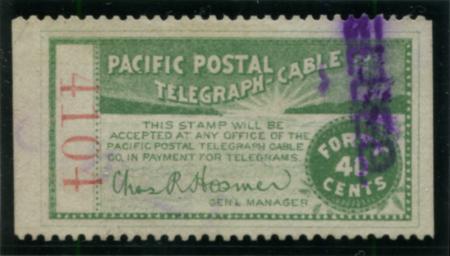 PACIFIC POSTAL
TELEGRAPH-CABLE
THIS STAMP WILL BE
ACCEPTED AT ANY OFFICE OF THE
PACIFIC POSTAL TELEGRAPH CABLE
CO. IN PAYMENT FOR TELEGRAMS.
Chas R Hosmer
GEN'L MANAGER
FORTY
40
CENTS
4104